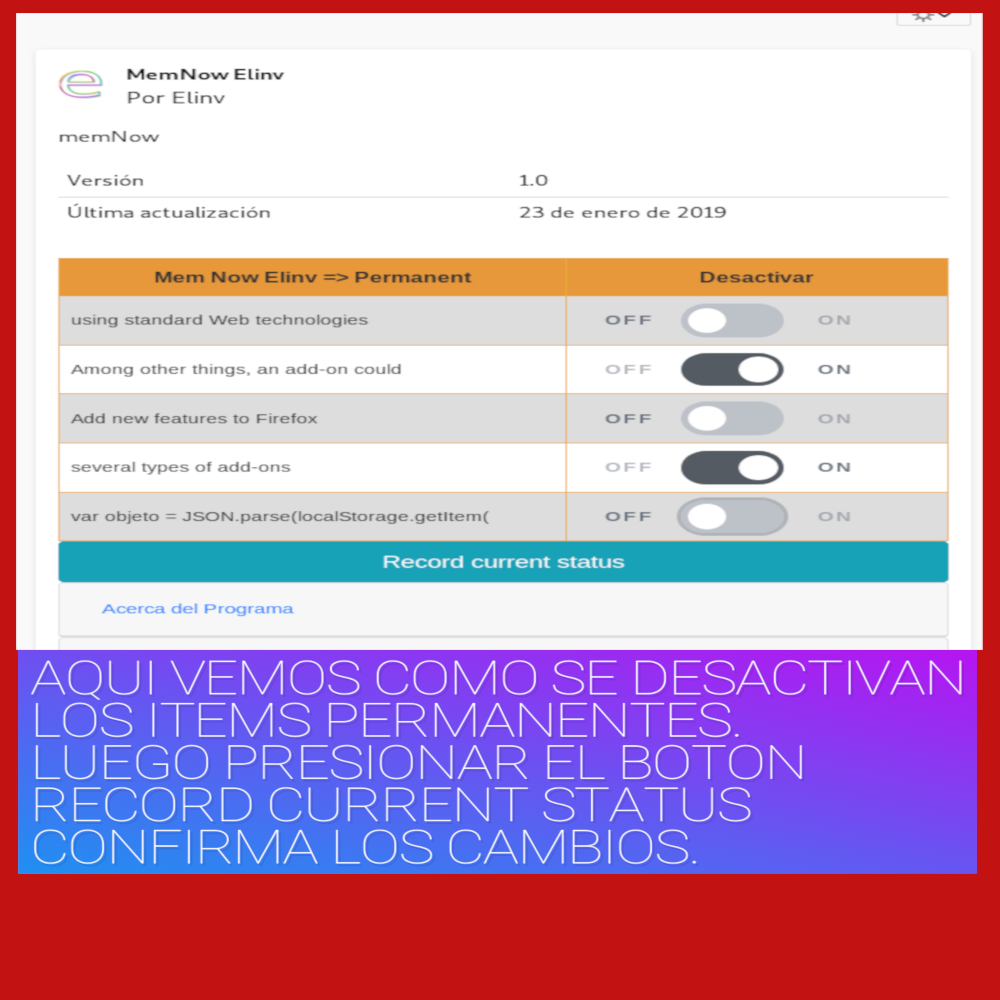 MemNow Elinv
Por Elinv
memNow
Versión 1.0
Última actualización 23 de enero de 2019
Mem Now Elinv => Permanent Desactivar
using standard Web technologies OFF ON
Among other things, an add-on could OFF ON
Add new features to Firefox OFF ON
several types of add-ons OFF ON
var objeto = JSON.parse(localStorage.getItem( OFF ON
Record current status
Acerca del Programa
AQUI VEMOS COMO SE DESACTIVAN
LOS ITEMS PERMANENTES.
LUEGO PRESIONAR EL BOTON
RECORD CURRENT STATUS
CONFIRMA LOS CAMBIOS.